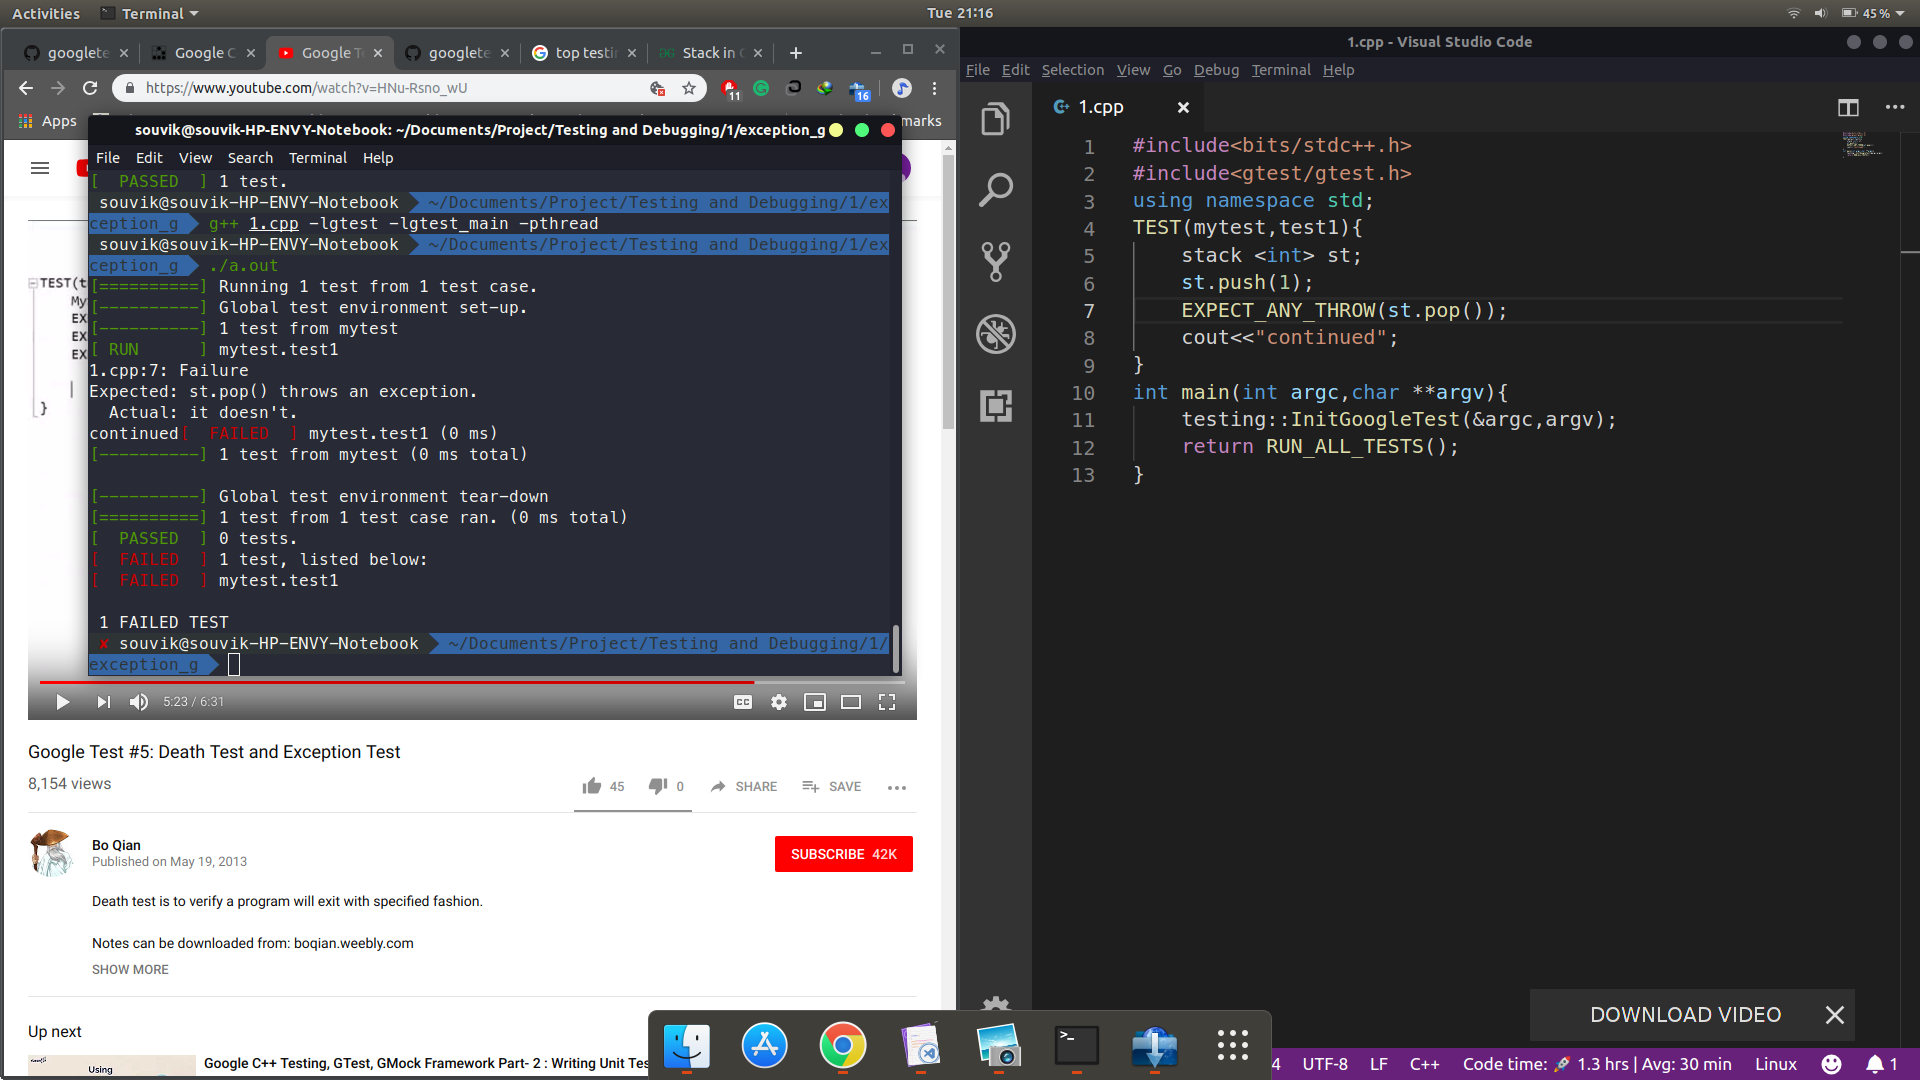 Activities
Terminal
Tue 21:16
45 %
googlete
Google C
Google Te
googlete
top testin
Stack in C
https://www.youtube.com/watch?v=HNu-Rsno_wU
11
16
Apps
marks
souvik@souvik-HP-ENVY-Notebook: ~/Documents/Project/Testing and Debugging/1/exception_g
File Edit View Search Terminal Help
[  PASSED  ] 1 test.
souvik@souvik-HP-ENVY-Notebook ~/Documents/Project/Testing and Debugging/1/ex
ception_g g++ 1.cpp -lgtest -lgtest_main -pthread
souvik@souvik-HP-ENVY-Notebook ~/Documents/Project/Testing and Debugging/1/ex
ception_g ./a.out
[==========] Running 1 test from 1 test case.
[----------] Global test environment set-up.
[----------] 1 test from mytest
[ RUN      ] mytest.test1
1.cpp:7: Failure
Expected: st.pop() throws an exception.
  Actual: it doesn't.
continued[  FAILED  ] mytest.test1 (0 ms)
[----------] 1 test from mytest (0 ms total)
[----------] Global test environment tear-down
[==========] 1 test from 1 test case ran. (0 ms total)
[  PASSED  ] 0 tests.
[  FAILED  ] 1 test, listed below:
[  FAILED  ] mytest.test1
1 FAILED TEST
✘ souvik@souvik-HP-ENVY-Notebook ~/Documents/Project/Testing and Debugging/1/
exception_g
TEST(t
My
EX
EX
EX
}
5:23 / 6:31
CC
Google Test #5: Death Test and Exception Test
8,154 views
45
0
SHARE
SAVE
Bo Qian
Published on May 19, 2013
SUBSCRIBE 42K
Death test is to verify a program will exit with specified fashion.
Notes can be downloaded from: boqian.weebly.com
SHOW MORE
Up next
Using
Google C++ Testing, GTest, GMock Framework Part- 2 : Writing Unit Tes
1.cpp - Visual Studio Code
File Edit Selection View Go Debug Terminal Help
1.cpp
1 #include<bits/stdc++.h>
2 #include<gtest/gtest.h>
3 using namespace std;
4 TEST(mytest,test1){
5     stack <int> st;
6     st.push(1);
7     EXPECT_ANY_THROW(st.pop());
8     cout<<"continued";
9 }
10 int main(int argc,char **argv){
11     testing::InitGoogleTest(&argc,argv);
12     return RUN_ALL_TESTS();
13 }
DOWNLOAD VIDEO
4 UTF-8 LF C++ Code time: 🚀 1.3 hrs | Avg: 30 min Linux 1